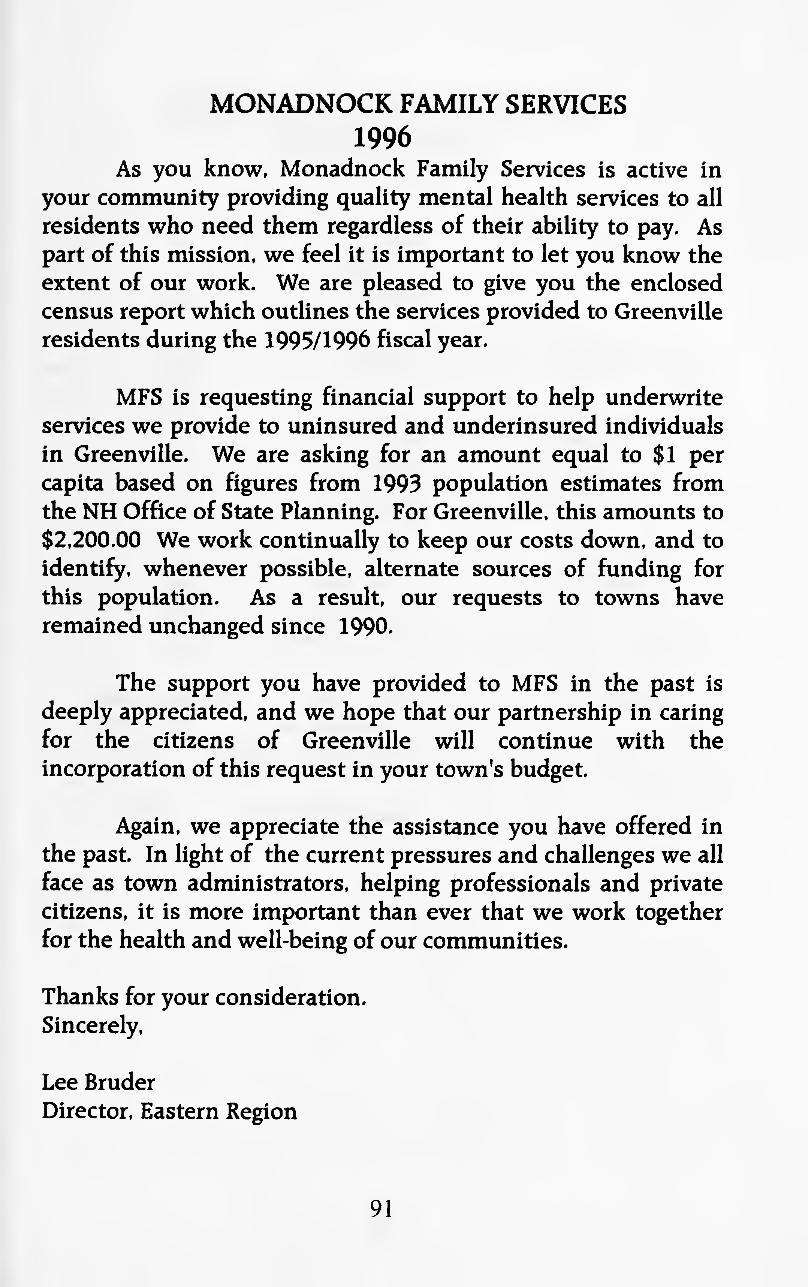 MONADNOCK FAMILY SERVICES
1996
As you know, Monadnock Family Services is active in
your community providing quality mental health services to all
residents who need them regardless of their ability to pay. As
part of this mission, we feel it is important to let you know the
extent of our work. We are pleased to give you the enclosed
census report which outlines the services provided to Greenville
residents during the 1995/1996 fiscal year.
MFS is requesting financial support to help underwrite
services we provide to uninsured and underinsured individuals
in Greenville. We are asking for an amount equal to $1 per
capita based on figures from 1993 population estimates from
the NH Office of State Planning. For Greenville, this amounts to
$2,200.00 We work continually to keep our costs down, and to
identify, whenever possible, alternate sources of funding for
this population. As a result, our requests to towns have
remained unchanged since 1990.
The support you have provided to MFS in the past is
deeply appreciated, and we hope that our partnership in caring
for the citizens of Greenville will continue with the
incorporation of this request in your town's budget.
Again, we appreciate the assistance you have offered in
the past. In light of the current pressures and challenges we all
face as town administrators, helping professionals and private
citizens, it is more important than ever that we work together
for the health and well-being of our communities.
Thanks for your consideration.
Sincerely,
Lee Bruder
Director, Eastern Region
91